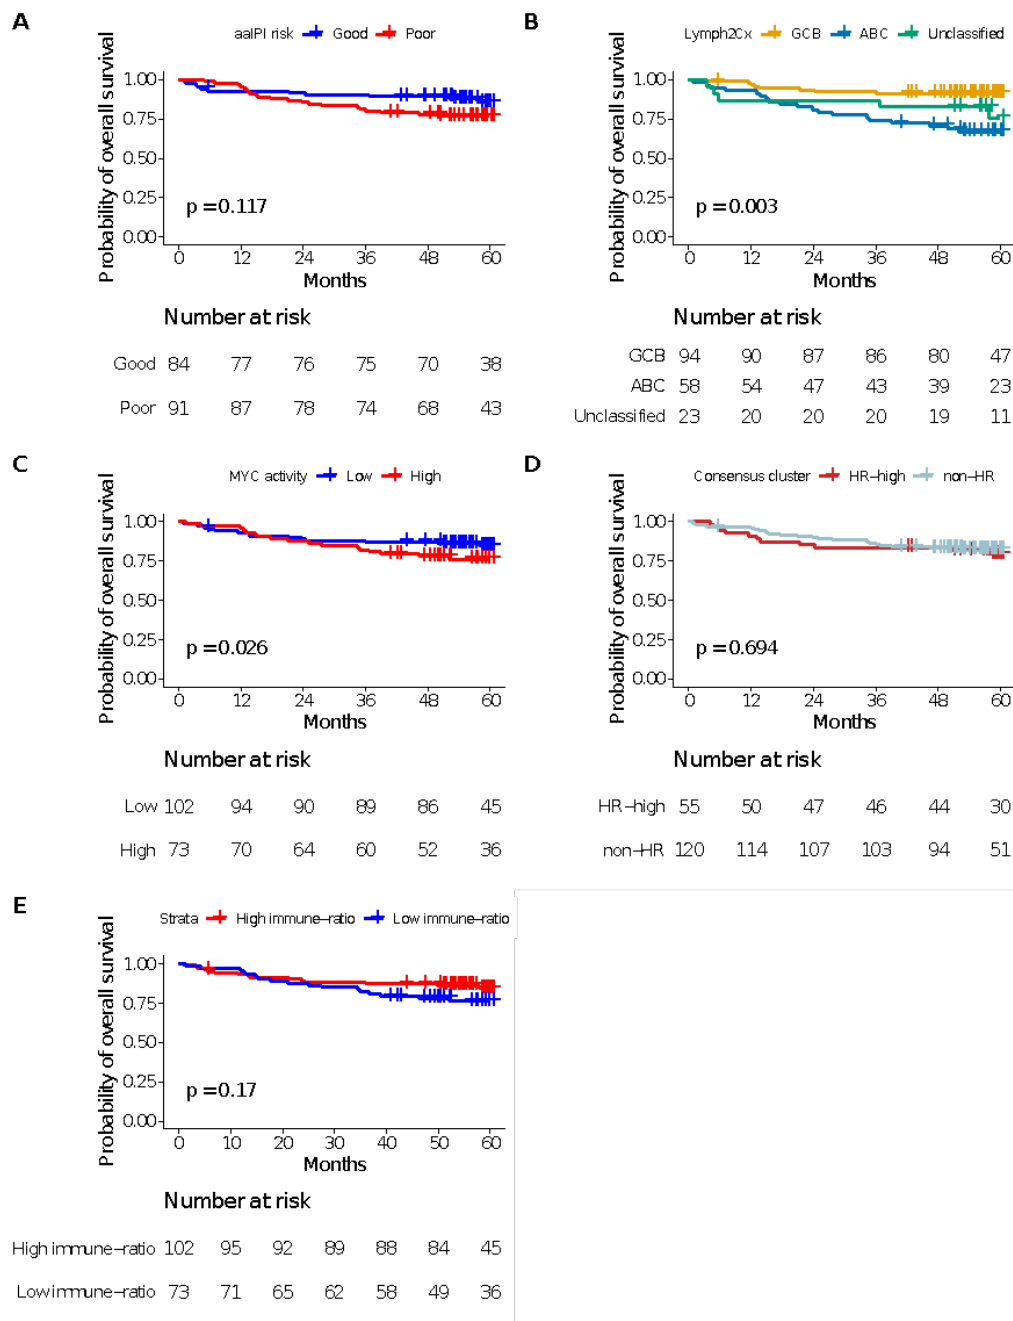 A
aaIPI risk Good Poor
Probability of overall survival
1.00
0.75
0.50
0.25
0.00
p = 0.117
0 12 24 36 48 60
Months
Number at risk
Good 84 77 76 75 70 38
Poor 91 87 78 74 68 43
B
Lymph2Cx GCB ABC Unclassified
Probability of overall survival
1.00
0.75
0.50
0.25
0.00
p = 0.003
0 12 24 36 48 60
Months
Number at risk
GCB 94 90 87 86 80 47
ABC 58 54 47 43 39 23
Unclassified 23 20 20 20 19 11
C
MYC activity Low High
Probability of overall survival
1.00
0.75
0.50
0.25
0.00
p = 0.026
0 12 24 36 48 60
Months
Number at risk
Low 102 94 90 89 86 45
High 73 70 64 60 52 36
D
Consensus cluster HR−high non−HR
Probability of overall survival
1.00
0.75
0.50
0.25
0.00
p = 0.694
0 12 24 36 48 60
Months
Number at risk
HR−high 55 50 47 46 44 30
non−HR 120 114 107 103 94 51
E
Strata High immune−ratio Low immune−ratio
Probability of overall survival
1.00
0.75
0.50
0.25
0.00
p = 0.17
0 10 20 30 40 50 60
Months
Number at risk
High immune−ratio 102 95 92 89 88 84 45
Low immune−ratio 73 71 65 62 58 49 36